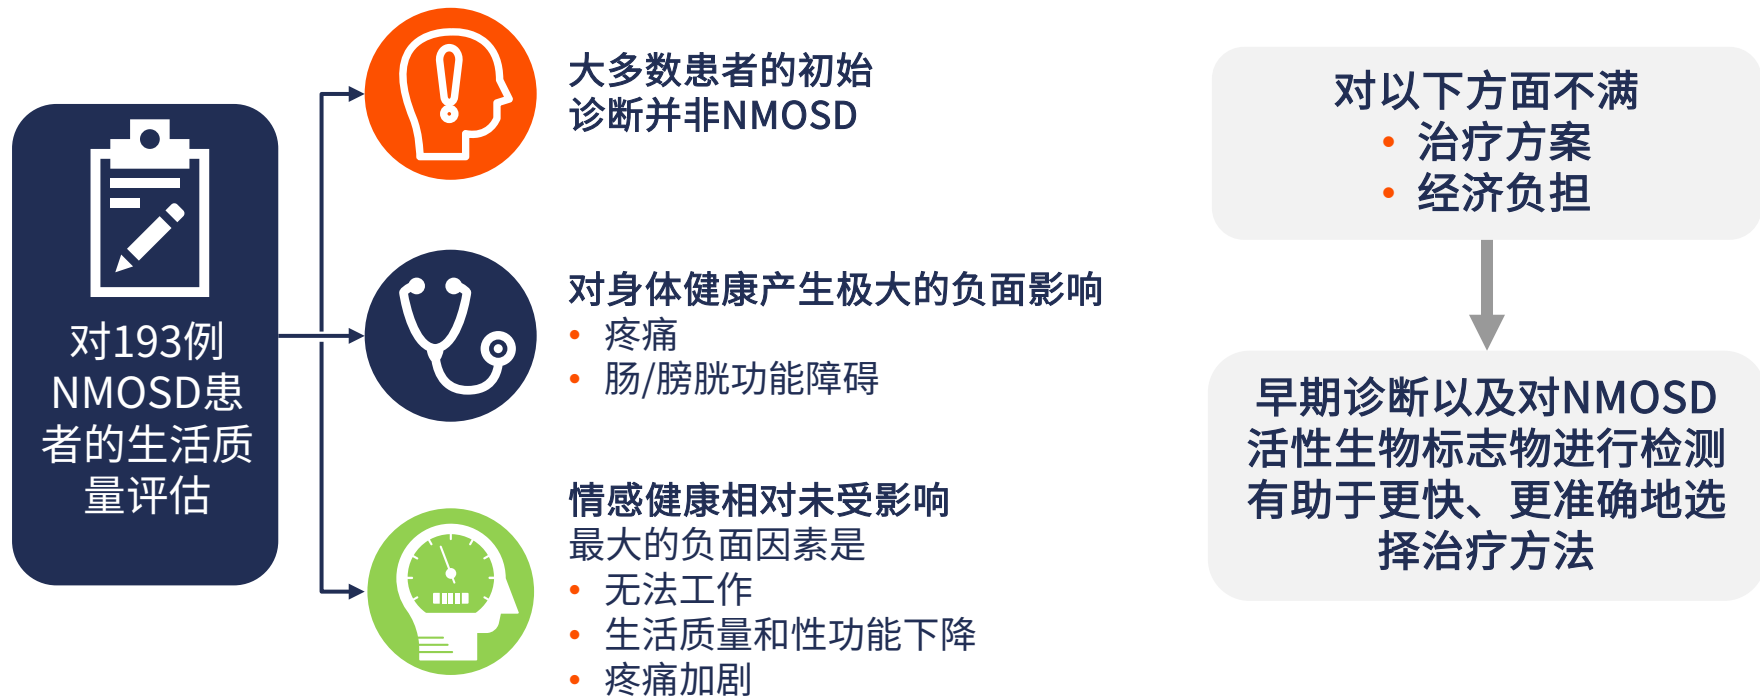 对193例
NMOSD患
者的生活质
量评估
大多数患者的初始
诊断并非NMOSD
对身体健康产生极大的负面影响
• 疼痛
• 肠/膀胱功能障碍
情感健康相对未受影响
最大的负面因素是
• 无法工作
• 生活质量和性功能下降
• 疼痛加剧
对以下方面不满
• 治疗方案
• 经济负担
早期诊断以及对NMOSD
活性生物标志物进行检测
有助于更快、更准确地选
择治疗方法